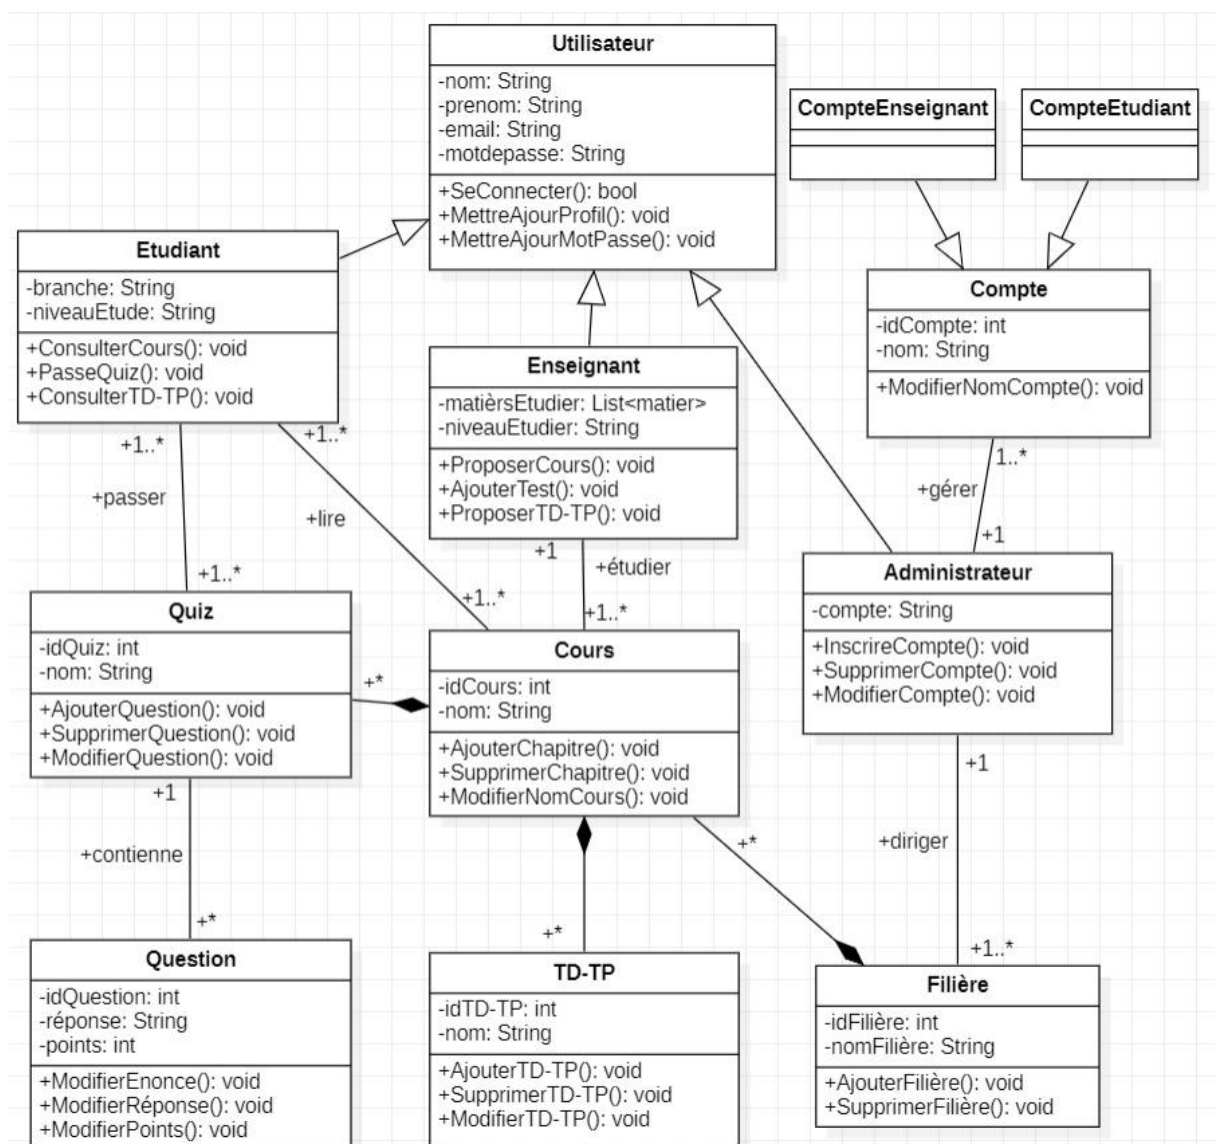 Utilisateur
-nom: String
-prenom: String
-email: String
-motdepasse: String
+SeConnecter(): bool
+MettreAjourProfil(): void
+MettreAjourMotPasse(): void
CompteEnseignant
CompteEtudiant
Etudiant
-branche: String
-niveauEtude: String
+ConsulterCours(): void
+PasseQuiz(): void
+ConsulterTD-TP(): void
Enseignant
-matièrsEtudier: List<matier>
-niveauEtudier: String
+ProposerCours(): void
+AjouterTest(): void
+ProposerTD-TP(): void
Compte
-idCompte: int
-nom: String
+ModifierNomCompte(): void
+1..*
+passer
+1..*
+1..*
+lire
+1..*
+1
+étudier
+1..*
1..*
+gérer
+1
Administrateur
-compte: String
+InscrireCompte(): void
+SupprimerCompte(): void
+ModifierCompte(): void
Quiz
-idQuiz: int
-nom: String
+AjouterQuestion(): void
+SupprimerQuestion(): void
+ModifierQuestion(): void
+*
Cours
-idCours: int
-nom: String
+AjouterChapitre(): void
+SupprimerChapitre(): void
+ModifierNomCours(): void
+1
+contienne
+*
+*
+*
+1
+diriger
+1..*
Question
-idQuestion: int
-réponse: String
-points: int
+ModifierEnonce(): void
+ModifierRéponse(): void
+ModifierPoints(): void
TD-TP
-idTD-TP: int
-nom: String
+AjouterTD-TP(): void
+SupprimerTD-TP(): void
+ModifierTD-TP(): void
Filière
-idFilière: int
-nomFilière: String
+AjouterFilière(): void
+SupprimerFilière(): void